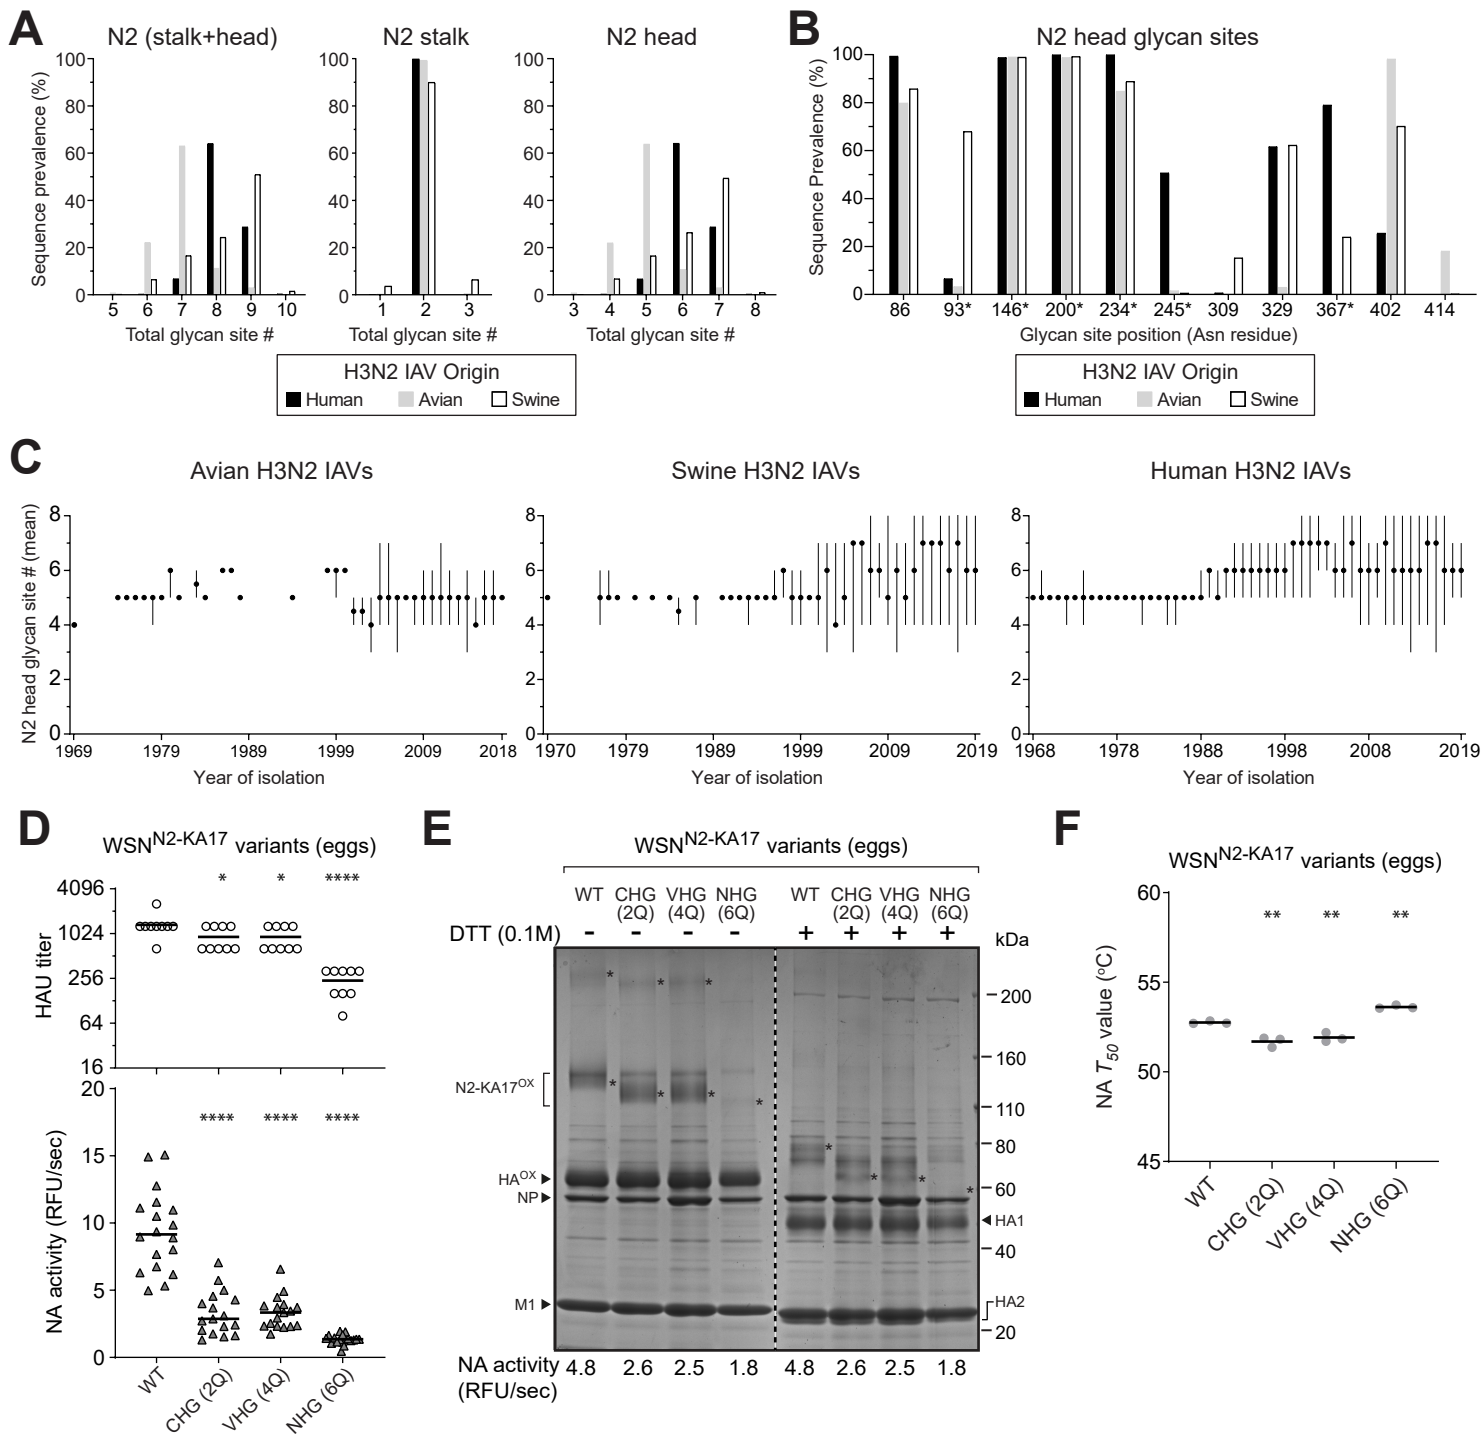 A
N2 (stalk+head)
N2 stalk
N2 head
Sequence prevalence (%)
100
80
60
40
20
0
5 6 7 8 9 10
Total glycan site #
100
80
60
40
20
0
1 2 3
Total glycan site #
100
80
60
40
20
0
3 4 5 6 7 8
Total glycan site #
H3N2 IAV Origin
Human Avian Swine
B
N2 head glycan sites
Sequence Prevalence (%)
100
80
60
40
20
0
86 93* 146* 200* 234* 245* 309 329 367* 402 414
Glycan site position (Asn residue)
H3N2 IAV Origin
Human Avian Swine
C
Avian H3N2 IAVs
N2 head glycan site # (mean)
8
6
4
2
0
1969 1979 1989 1999 2009 2018
Year of isolation
Swine H3N2 IAVs
8
6
4
2
0
1970 1979 1989 1999 2009 2019
Year of isolation
Human H3N2 IAVs
8
6
4
2
0
1968 1978 1988 1998 2008 2019
Year of isolation
D
WSN^N2-KA17 variants (eggs)
* * ****
HAU titer
4096
1024
256
64
16
NA activity (RFU/sec)
20
15
10
5
0
**** **** ****
WT CHG (2Q) VHG (4Q) NHG (6Q)
E
WSN^N2-KA17 variants (eggs)
WT CHG VHG NHG WT CHG VHG NHG
(2Q) (4Q) (6Q) (2Q) (4Q) (6Q)
DTT (0.1M) - - - - + + + +
kDa
200
160
110
80
60
40
20
N2-KA17^OX
HA^OX
NP
M1
HA1
HA2
* * *
* * * *
* * * *
NA activity 4.8 2.6 2.5 1.8 4.8 2.6 2.5 1.8
(RFU/sec)
F
WSN^N2-KA17 variants (eggs)
** ** **
NA T50 value (°C)
60
55
50
45
WT CHG (2Q) VHG (4Q) NHG (6Q)